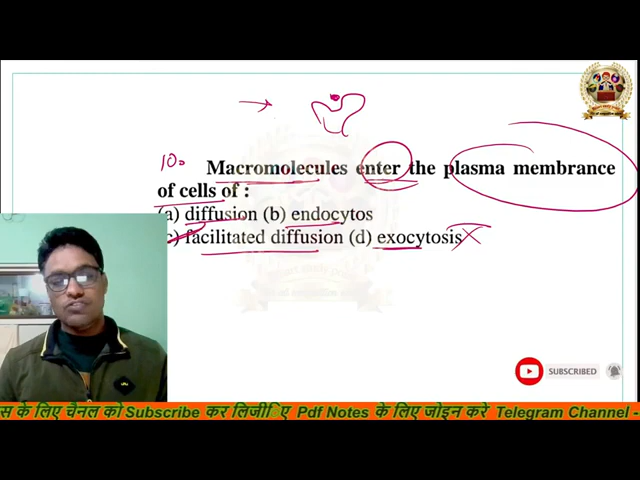 10.
Macromolecules enter the plasma membrance
of cells of :
(a) diffusion (b) endocytos
(c) facilitated diffusion (d) exocytosis
SUBSCRIBED
स के लिए चैनल को Subscribe कर लिजीिए Pdf Notes के लिए जोइन करें Telegram Channel -